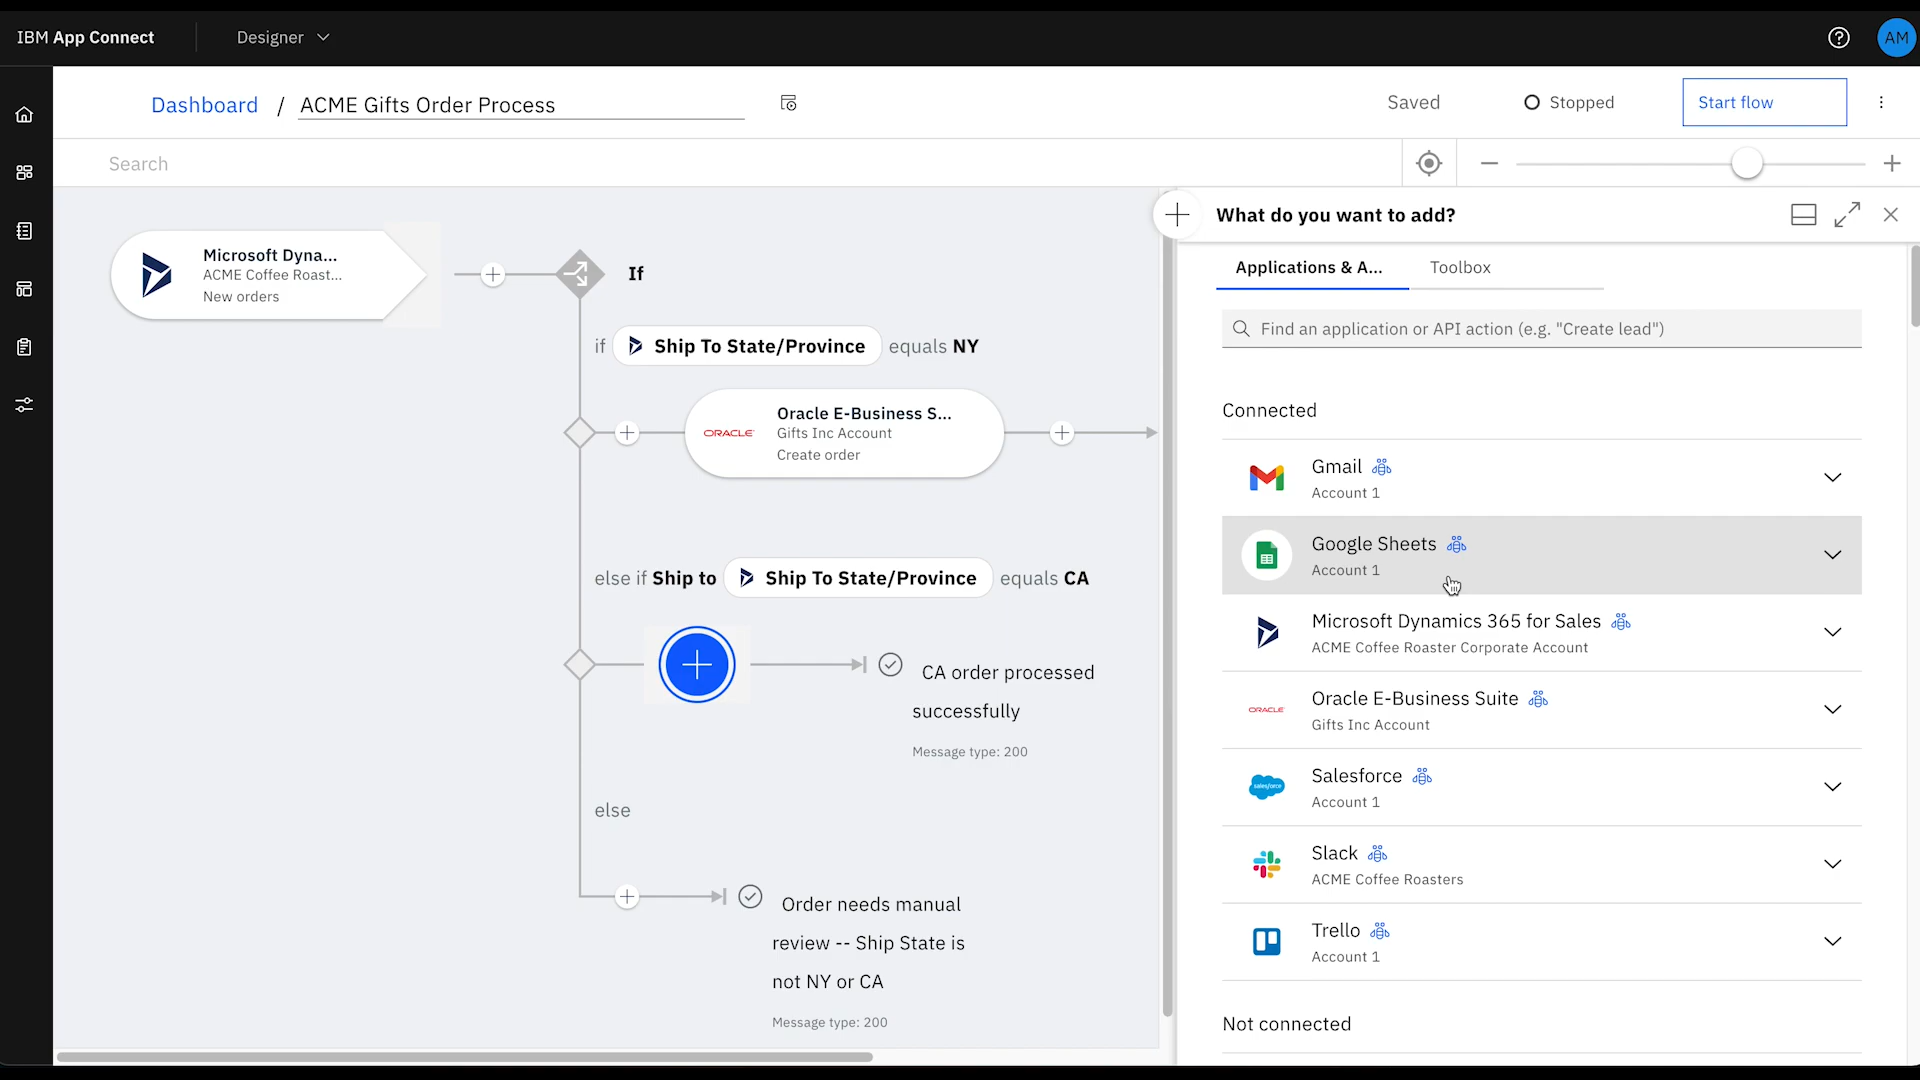 IBM App Connect
Designer
AM
Dashboard / ACME Gifts Order Process
Saved
Stopped
Start flow
Search
Microsoft Dyna...
ACME Coffee Roast...
New orders
If
if Ship To State/Province equals NY
ORACLE
Oracle E-Business S...
Gifts Inc Account
Create order
else if Ship to Ship To State/Province equals CA
CA order processed
successfully
Message type: 200
else
Order needs manual
review -- Ship State is
not NY or CA
Message type: 200
What do you want to add?
Applications & A...
Toolbox
Find an application or API action (e.g. "Create lead")
Connected
Gmail
Account 1
Google Sheets
Account 1
Microsoft Dynamics 365 for Sales
ACME Coffee Roaster Corporate Account
ORACLE
Oracle E-Business Suite
Gifts Inc Account
salesforce
Salesforce
Account 1
Slack
ACME Coffee Roasters
Trello
Account 1
Not connected